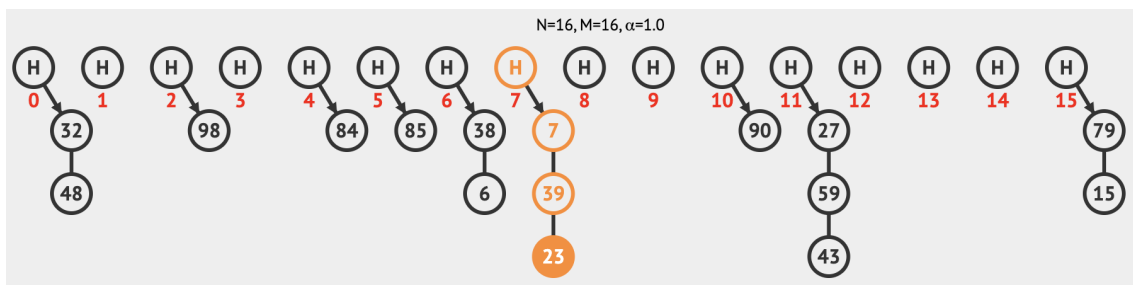 N=16, M=16, α=1.0
H H H H H H H H H H H H H H H H
0 1 2 3 4 5 6 7 8 9 10 11 12 13 14 15
32 98 84 85 38 7 90 27 79
48 6 39 59 15
23 43